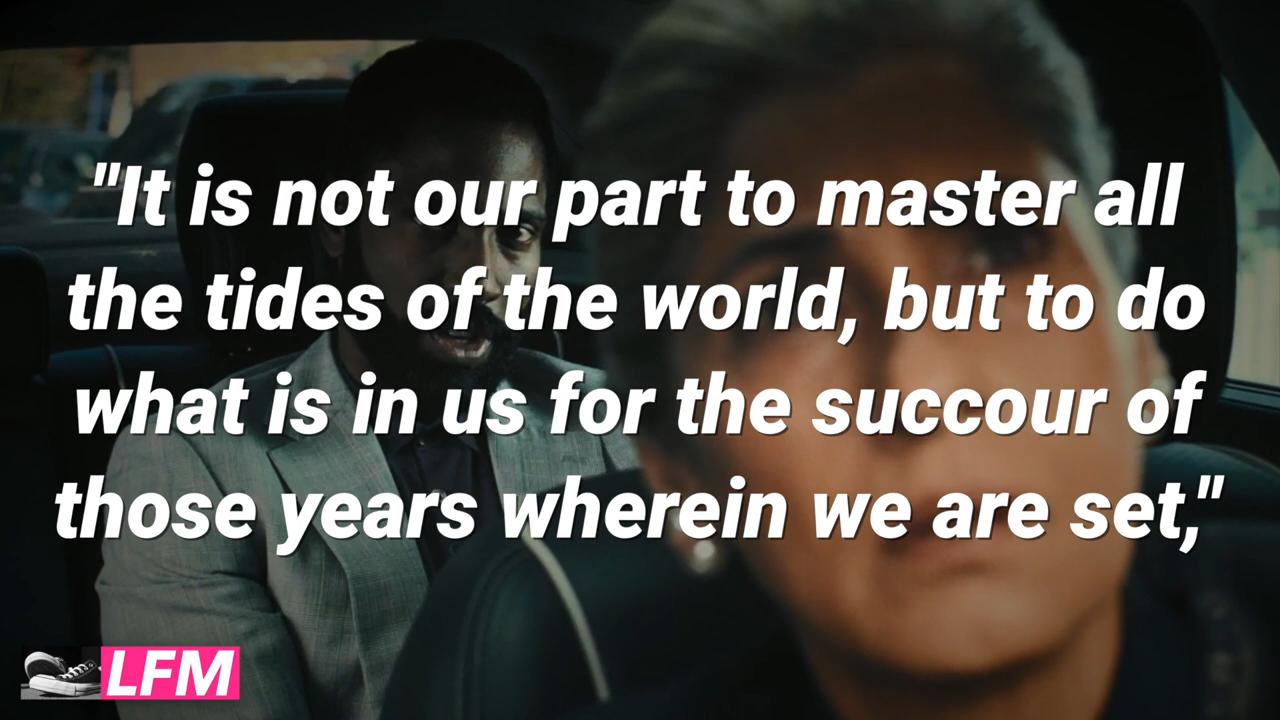 "It is not our part to master all
the tides of the world, but to do
what is in us for the succour of
those years wherein we are set,"
LFM